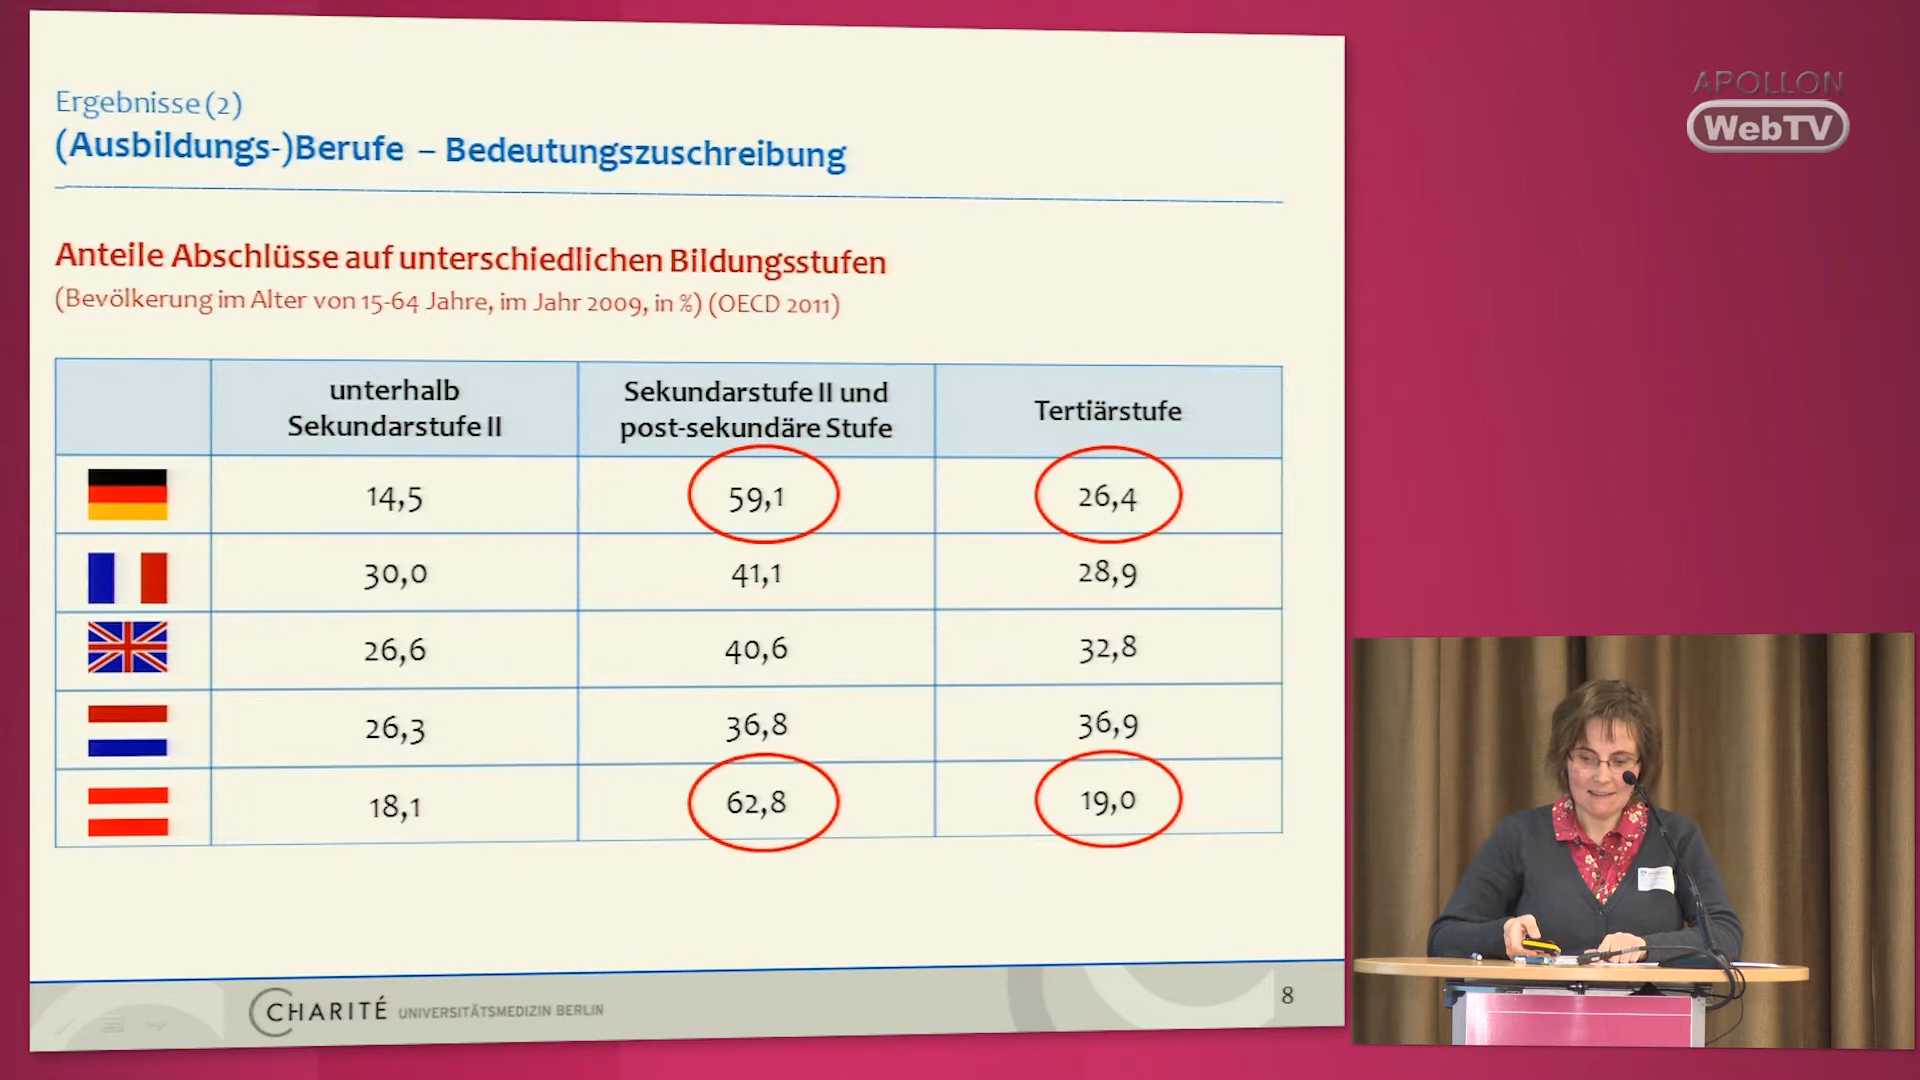 APOLLON
WebTV
Ergebnisse (2)
(Ausbildungs-)Berufe – Bedeutungszuschreibung
Anteile Abschlüsse auf unterschiedlichen Bildungsstufen
(Bevölkerung im Alter von 15-64 Jahre, im Jahr 2009, in %) (OECD 2011)
unterhalb
Sekundarstufe II
Sekundarstufe II und
post-sekundäre Stufe
Tertiärstufe
14,5 59,1 26,4
30,0 41,1 28,9
26,6 40,6 32,8
26,3 36,8 36,9
18,1 62,8 19,0
CHARITÉ UNIVERSITÄTSMEDIZIN BERLIN
8